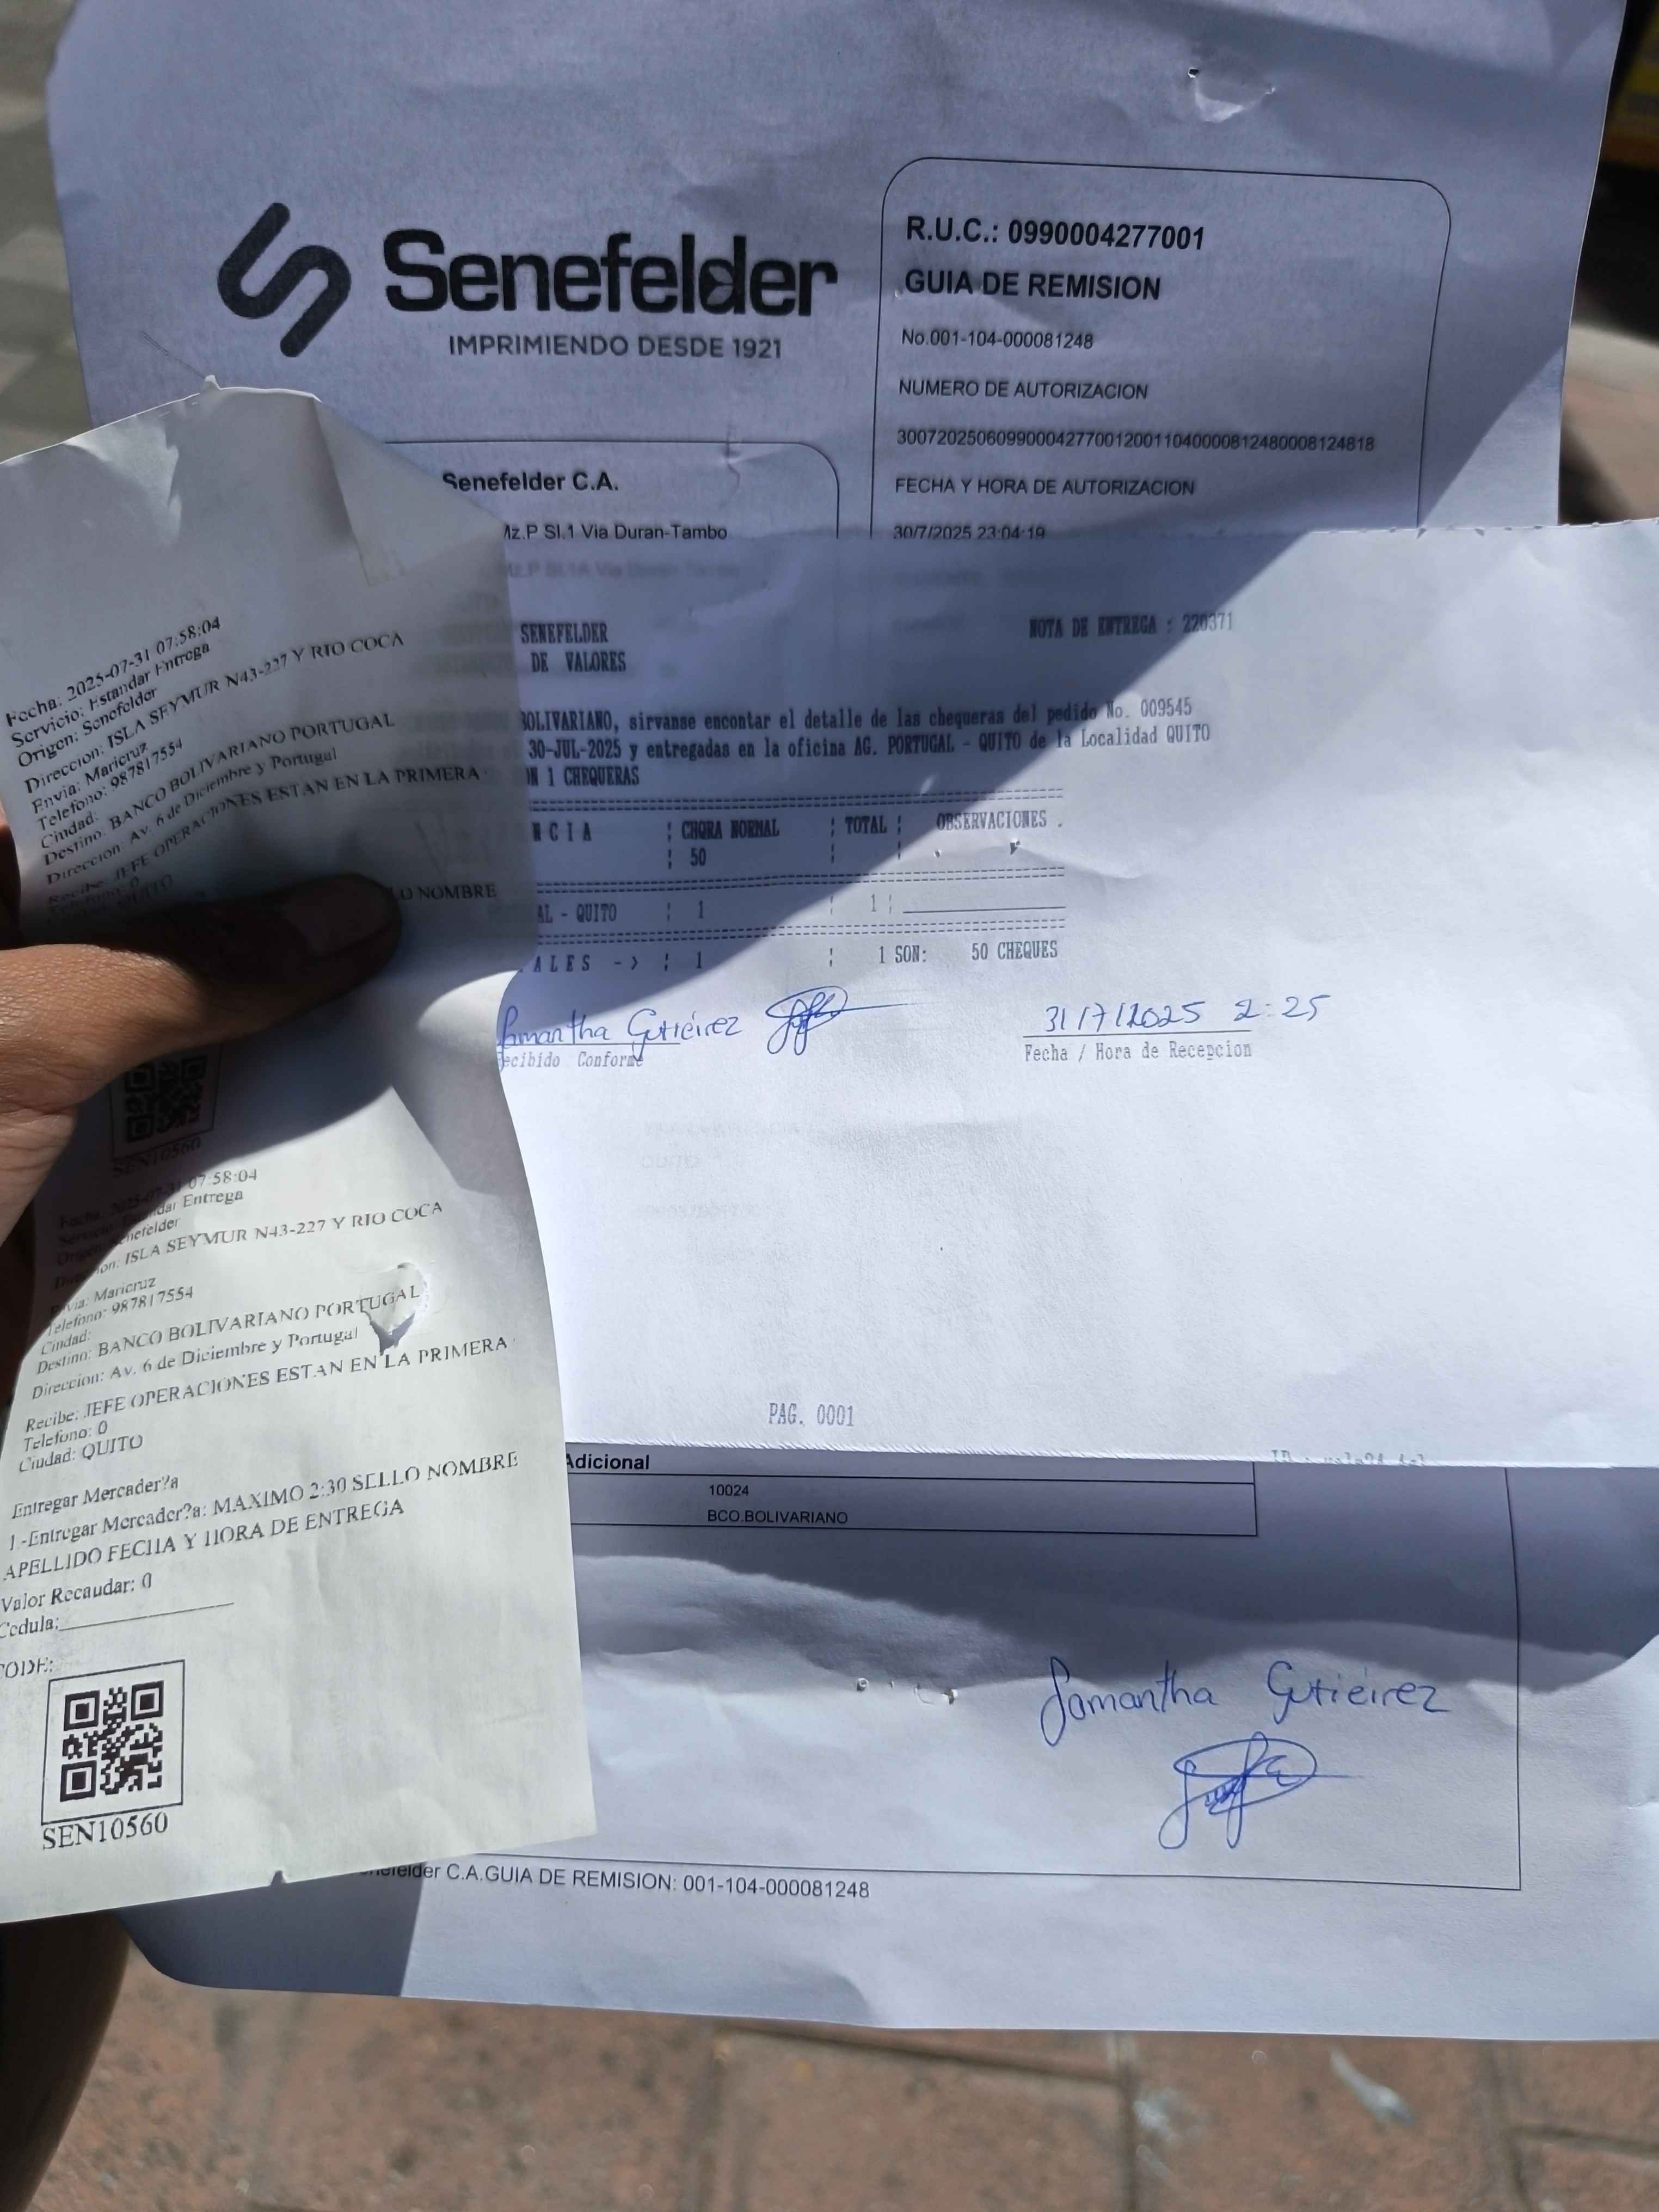 Senefelder
IMPRIMIENDO DESDE 1921
R.U.C.: 0990004277001
GUIA DE REMISION
No.001-104-000081248
NUMERO DE AUTORIZACION
3007202506099000427700120011040000812480008124818
FECHA Y HORA DE AUTORIZACION
30/7/2025 23:04:19
Senefelder C.A.
Mz.P Sl.1 Via Duran-Tambo
SENEFELDER
DE VALORES
NOTA DE ENTREGA : 220371
BOLIVARIANO, sirvanse encontar el detalle de las chequeras del pedido No. 009545
30-JUL-2025 y entregadas en la oficina AG. PORTUGAL - QUITO de la Localidad QUITO
N 1 CHEQUERAS
N C I A ¦ CHQRA NORMAL ¦ TOTAL ¦ OBSERVACIONES .
¦ 50 ¦ ¦
AL - QUITO ¦ 1 ¦ 1 ¦
A L E S -> ¦ 1 ¦ 1 SON: 50 CHEQUES
Samantha Gutiérrez
31/7/2025 2:25
ecibido Conforme
Fecha / Hora de Recepcion
PAG. 0001
Adicional
10024
BCO.BOLIVARIANO
Samantha Gutiérrez
enefelder C.A.GUIA DE REMISION: 001-104-000081248
Fecha: 2025-07-31 07:58:04
Servicio: Estandar Entrega
Origen: Senefelder
Direccion: ISLA SEYMUR N43-227 Y RIO COCA
Envia: Maricruz
Telefono: 987817554
Ciudad:
Destino: BANCO BOLIVARIANO PORTUGAL
Direccion: Av. 6 de Diciembre y Portugal
Recibe: JEFE OPERACIONES ESTAN EN LA PRIMERA
LO NOMBRE
SEN10560
07:58:04
Entrega
Senefelder
ISLA SEYMUR N43-227 Y RIO COCA
Envia: Maricruz
Telefono: 987817554
Ciudad:
Destino: BANCO BOLIVARIANO PORTUGAL
Direccion: Av. 6 de Diciembre y Portugal
Recibe: JEFE OPERACIONES ESTAN EN LA PRIMERA
Telefono: 0
Ciudad: QUITO
Entregar Mercader?a
1.-Entregar Mercader?a: MAXIMO 2:30 SELLO NOMBRE
APELLIDO FECHA Y HORA DE ENTREGA
Valor Recaudar: 0
Cedula:
CODE:
SEN10560